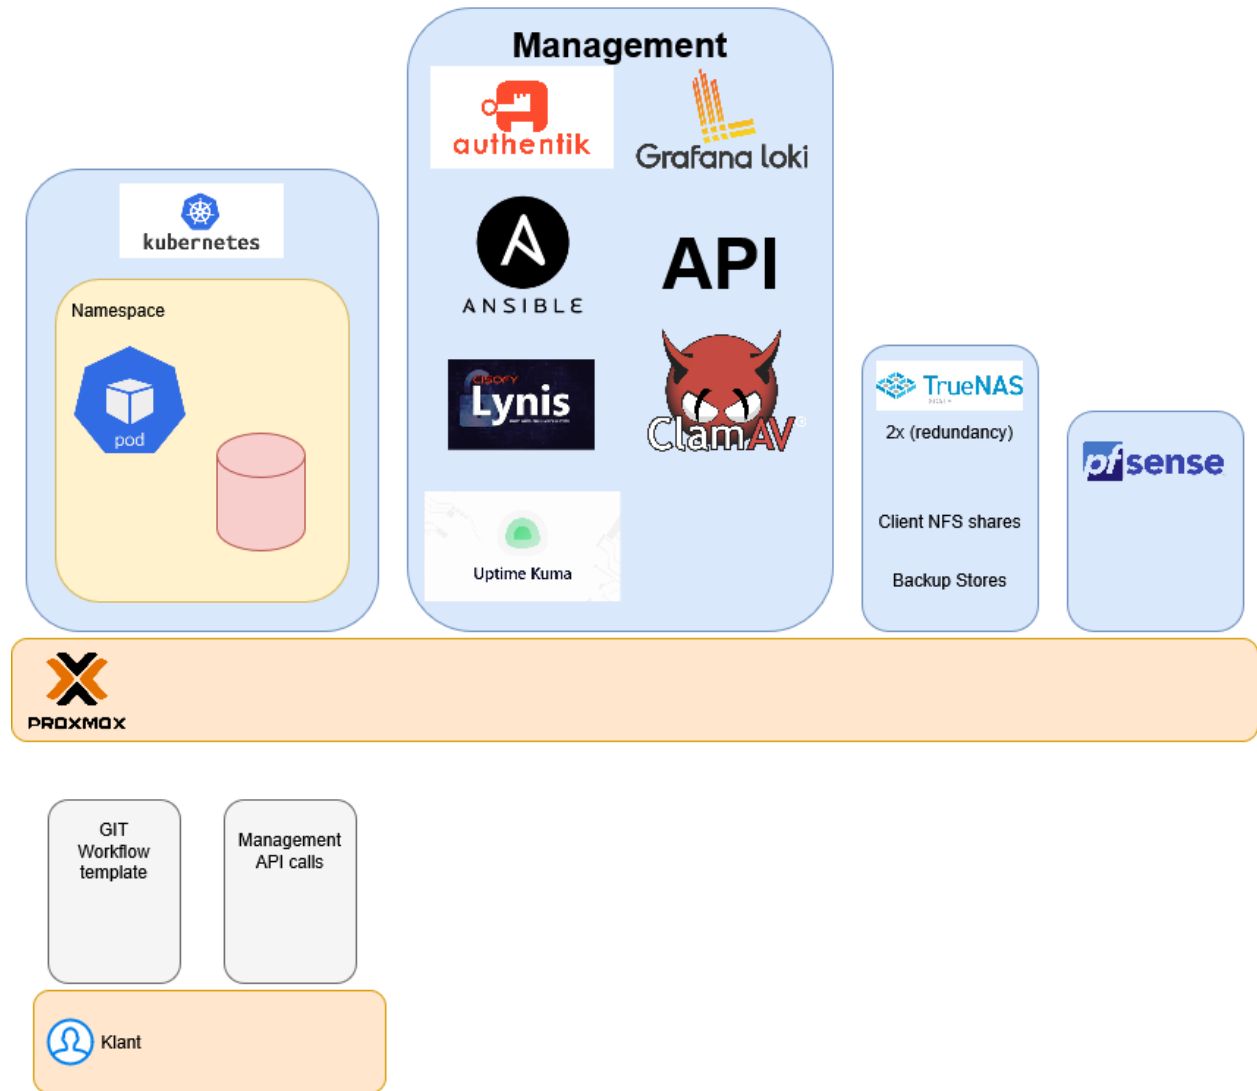 Management
authentik
Grafana loki
kubernetes
Namespace
pod
ANSIBLE
API
CISOFY
Lynis
ClamAV
Uptime Kuma
TrueNAS
2x (redundancy)
Client NFS shares
Backup Stores
pfsense
PROXMOX
GIT
Workflow
template
Management
API calls
Klant